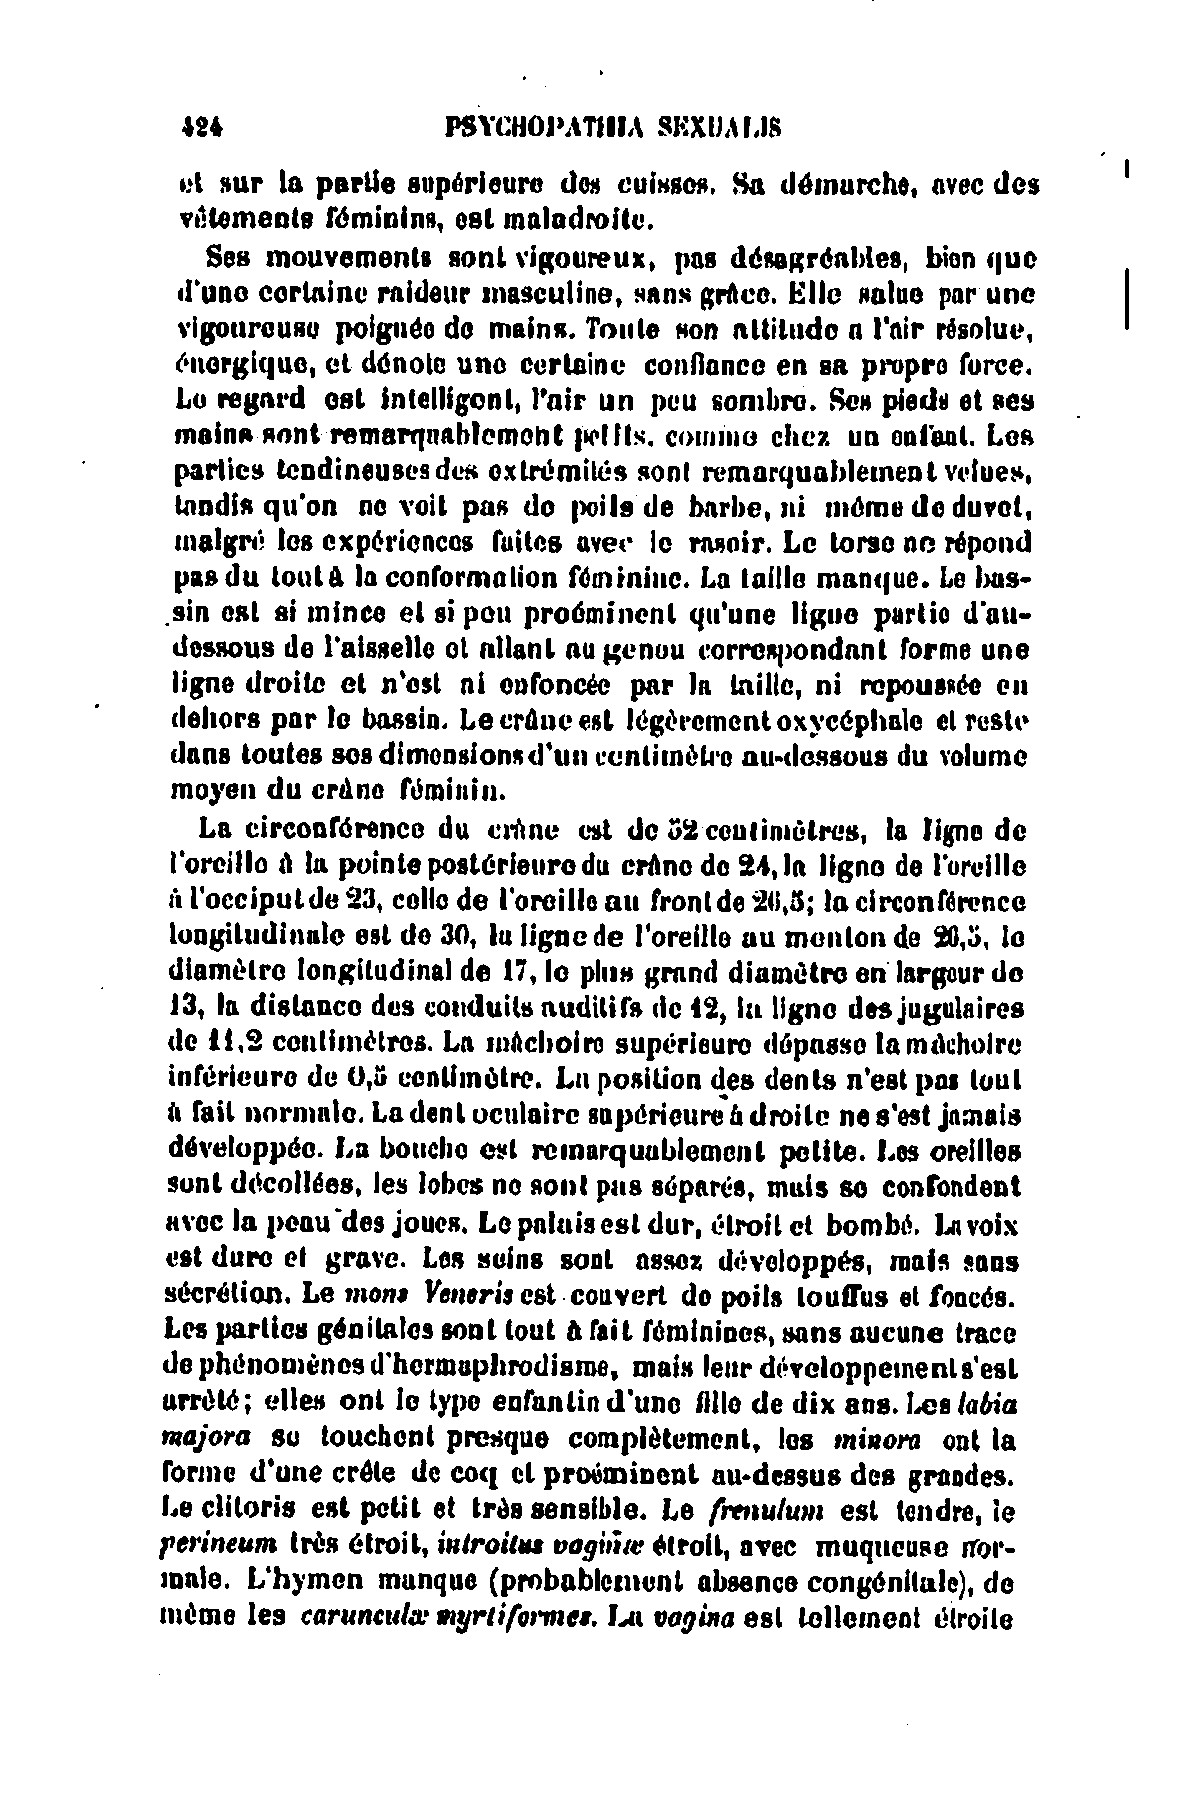 424 PSYCHOPATHIA SEXUALIS
et sur la partie supérieure des cuisses. Sa démarche, avec des
vêtements féminins, est maladroite.
Ses mouvements sont vigoureux, pas désagréables, bien que
d'une certaine raideur masculine, sans grâce. Elle salue par une
vigoureuse poignée de mains. Toute son attitude a l'air résolue,
énergique, et dénote une certaine confiance en sa propre force.
Le regard est intelligent, l'air un peu sombre. Ses pieds et ses
mains sont remarquablement petits, comme chez un enfant. Les
parties tendineuses des extrémités sont remarquablement velues,
tandis qu'on ne voit pas de poils de barbe, ni même de duvet,
malgré les expériences faites avec le rasoir. Le torse ne répond
pas du tout à la conformation féminine. La taille manque. Le bas-
sin est si mince et si peu proéminent qu'une ligne partie d'au-
dessous de l'aisselle et allant au genou correspondant forme une
ligne droite et n'est ni enfoncée par la taille, ni repoussée en
dehors par le bassin. Le crâne est légèrement oxycéphale et reste
dans toutes ses dimensions d'un centimètre au-dessous du volume
moyen du crâne féminin.
La circonférence du crâne est de 52 centimètres, la ligne de
l'oreille à la pointe postérieure du crâne de 24, la ligne de l'oreille
à l'occiput de 23, celle de l'oreille au front de 26,5; la circonférence
longitudinale est de 30, la ligne de l'oreille au menton de 26,5, le
diamètre longitudinal de 17, le plus grand diamètre en largeur de
13, la distance des conduits auditifs de 12, la ligne des jugulaires
de 11,2 centimètres. La mâchoire supérieure dépasse la mâchoire
inférieure de 0,5 centimètre. La position des dents n'est pas tout
à fait normale. La dent oculaire supérieure à droite ne s'est jamais
développée. La bouche est remarquablement petite. Les oreilles
sont décollées, les lobes ne sont pas séparés, mais se confondent
avec la peau des joues. Le palais est dur, étroit et bombé. La voix
est dure et grave. Les seins sont assez développés, mais sans
sécrétion. Le mons Veneris est couvert de poils touffus et foncés.
Les parties génitales sont tout à fait féminines, sans aucune trace
de phénomènes d'hermaphrodisme, mais leur développement s'est
arrêté; elles ont le type enfantin d'une fille de dix ans. Les labia
majora se touchent presque complètement, les minora ont la
forme d'une crête de coq et proéminent au-dessus des grandes.
Le clitoris est petit et très sensible. Le frenulum est tendre, le
perineum très étroit, introitus vaginæ étroit, avec muqueuse nor-
male. L'hymen manque (probablement absence congénitale), de
même les carunculæ myrtiformes. La vagina est tellement étroite